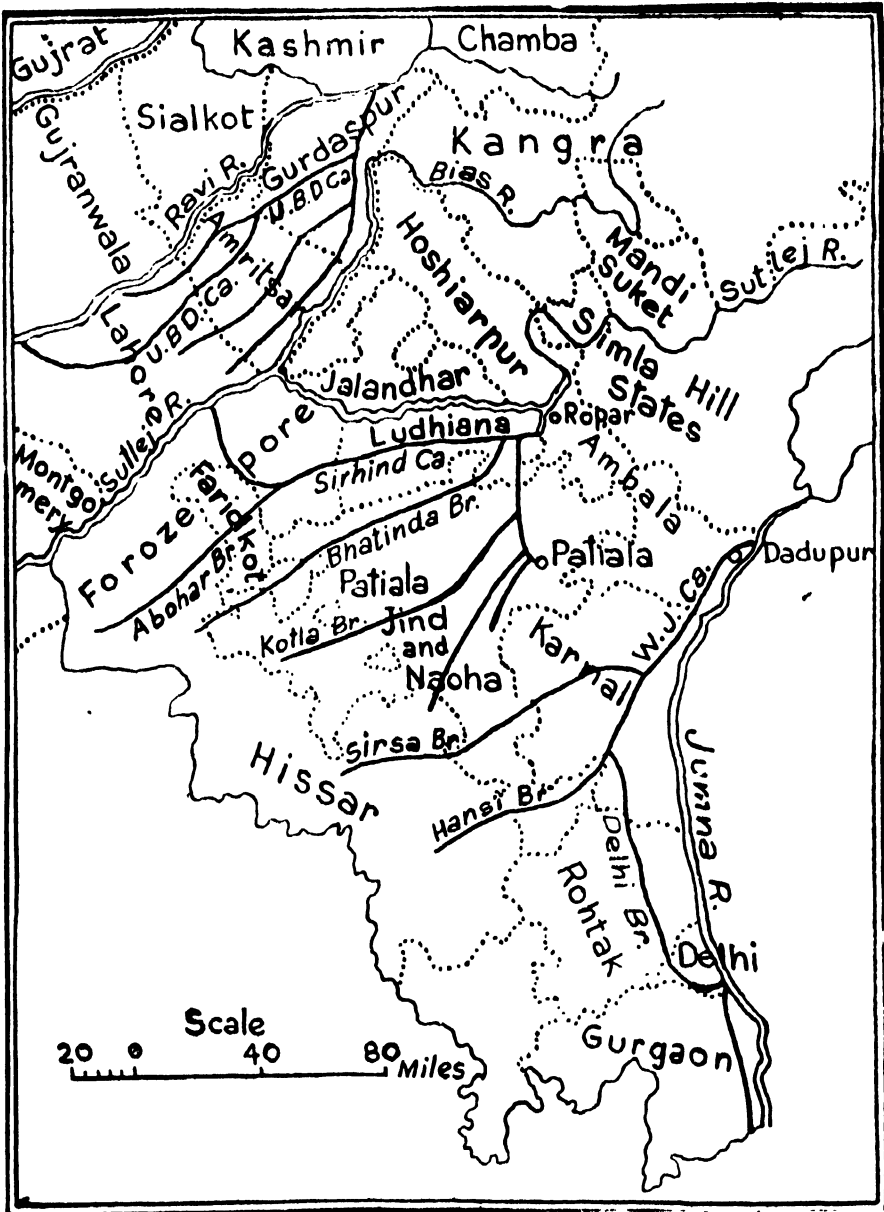 Gujrat
Kashmir
Chamba
Sialkot
Gujranwala
Ravi R.
Gurdaspur
Kangra
Bias R.
U.B.D Ca
Amritsar
Hoshiarpur
Mandi
Suket
Sutlej R.
Lahore
U.B.D.Ca.
Simla
Hill
States
Jalandhar
Ropar
Ludhiana
Sutlej R.
Montgo
mery
Foroze
pore
Faridkot
Sirhind Ca.
Ambala
Bhatinda Br.
Abohar Br.
Patiala
Patiala
Dadupur
W.J. Ca.
Kotla Br.
Jind
and
Naoha
Karnal
Sirsa Br.
Hissar
Hansi Br
Jumna R.
Delhi Br.
Rohtak
Delhi
Gurgaon
Scale
20 0 40 80 Miles